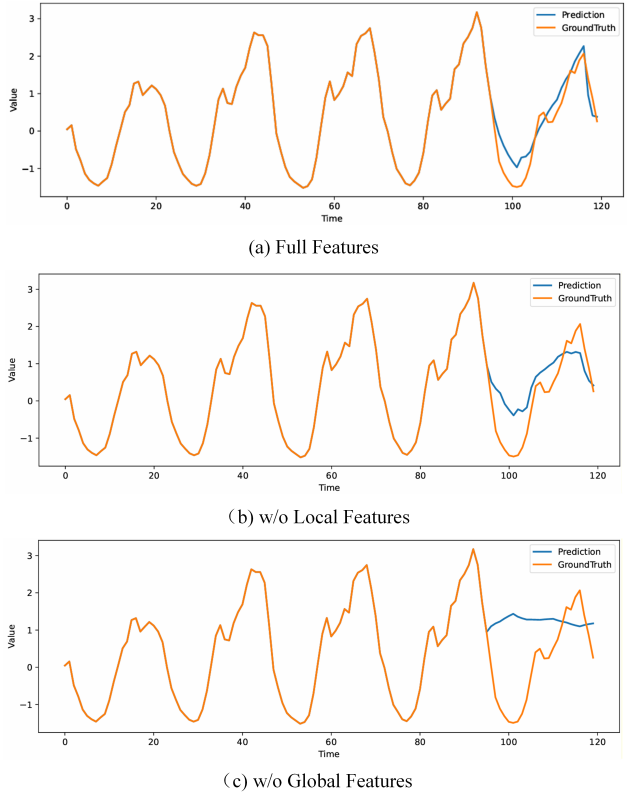 3
2
1
0
−1
Value
0
20
40
60
80
100
120
Time
Prediction
GroundTruth
(a) Full Features
3
2
1
0
−1
Value
0
20
40
60
80
100
120
Time
Prediction
GroundTruth
（b) w/o Local Features
3
2
1
0
−1
Value
0
20
40
60
80
100
120
Time
Prediction
GroundTruth
（c) w/o Global Features